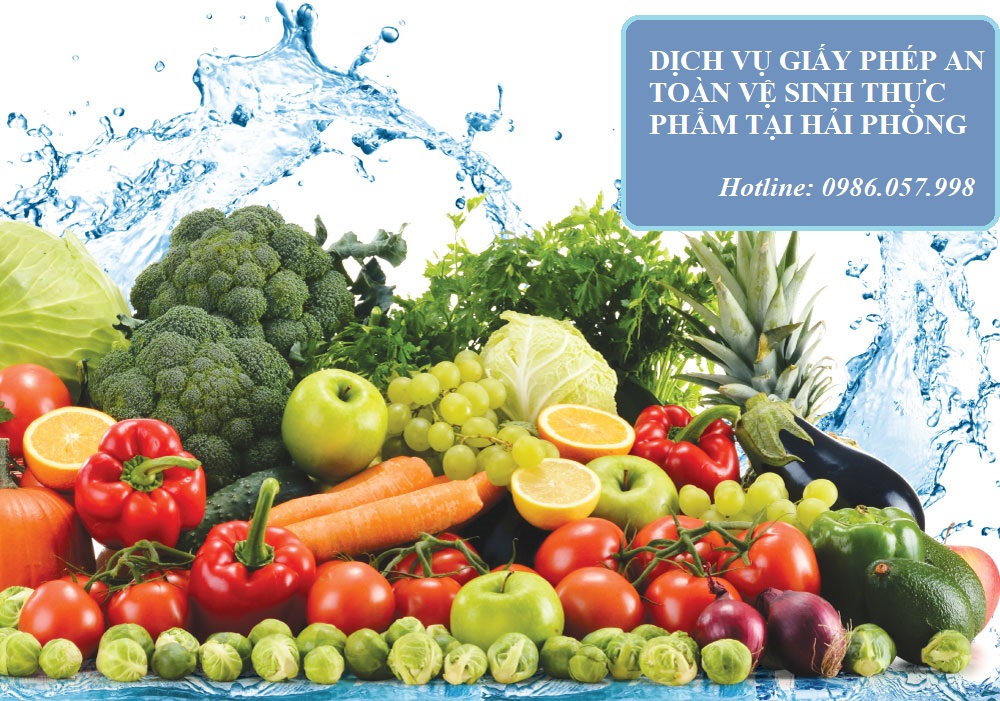 DỊCH VỤ GIẤY PHÉP AN
TOÀN VỆ SINH THỰC
PHẨM TẠI HẢI PHÒNG
Hotline: 0986.057.998